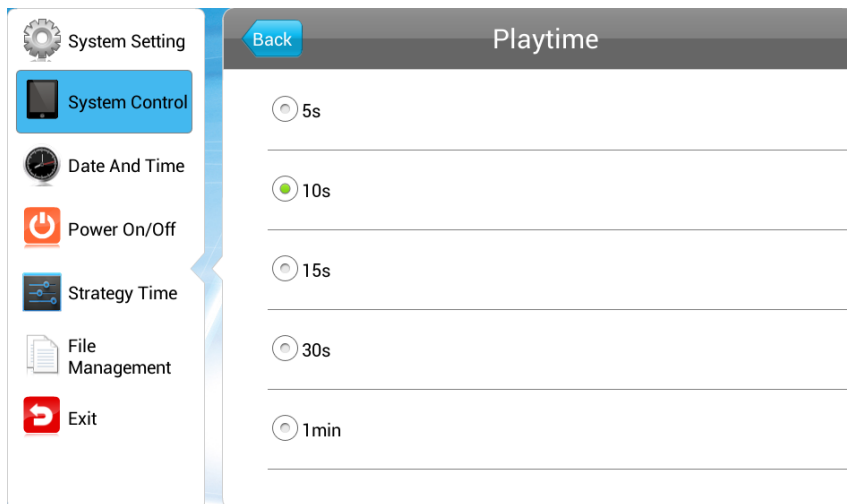 System Setting
System Control
Date And Time
Power On/Off
Strategy Time
File
Management
Exit
Back
Playtime
5s
10s
15s
30s
1min